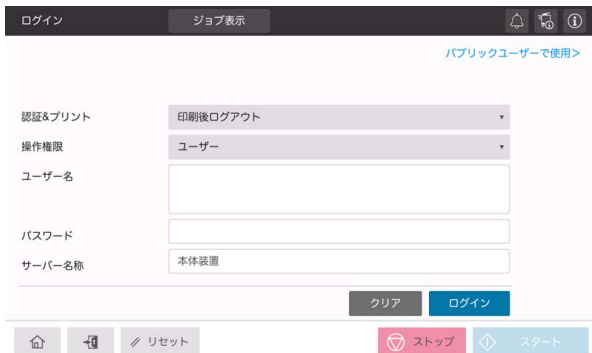 ログイン ジョブ表示
パブリックユーザーで使用>
認証&プリント 印刷後ログアウト
操作権限 ユーザー
ユーザー名
パスワード
サーバー名称 本体装置
クリア ログイン
リセット ストップ スタート